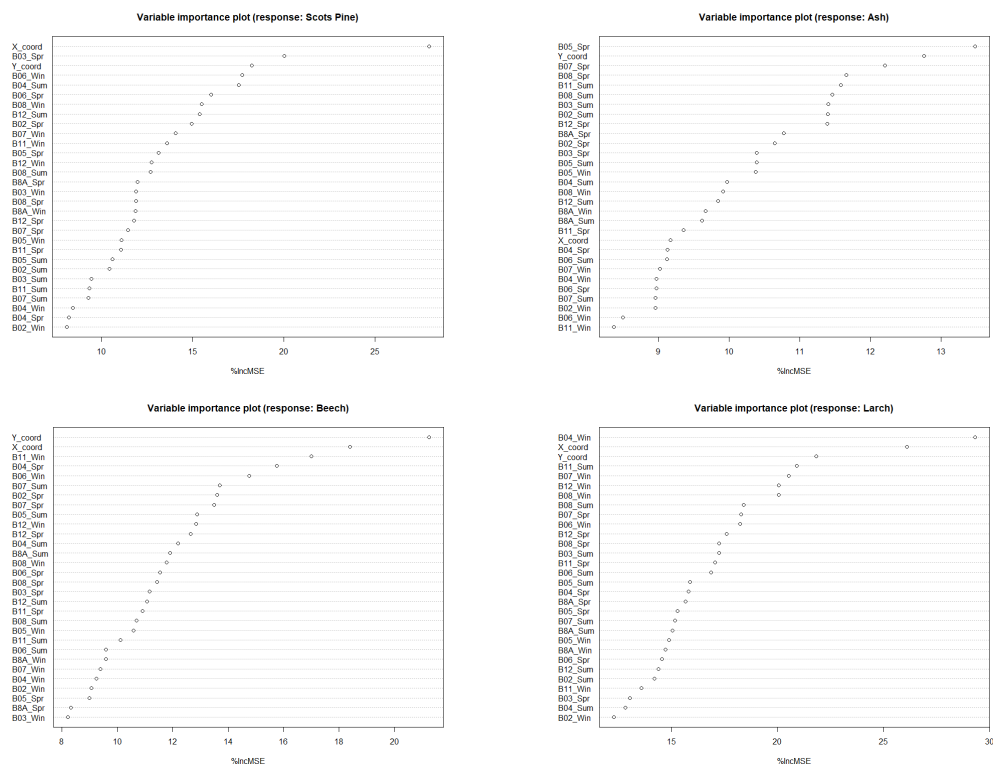 Variable importance plot (response: Scots Pine)
X_coord
B03_Spr
Y_coord
B06_Win
B04_Sum
B06_Spr
B08_Win
B12_Sum
B02_Spr
B07_Win
B11_Win
B05_Spr
B12_Win
B08_Sum
B8A_Spr
B03_Win
B08_Spr
B8A_Win
B12_Spr
B07_Spr
B05_Win
B11_Spr
B05_Sum
B02_Sum
B03_Sum
B11_Sum
B07_Sum
B04_Win
B04_Spr
B02_Win
10 15 20 25
%IncMSE
Variable importance plot (response: Ash)
B05_Spr
Y_coord
B07_Spr
B08_Spr
B11_Sum
B08_Sum
B03_Sum
B02_Sum
B12_Spr
B8A_Spr
B02_Spr
B03_Spr
B05_Sum
B05_Win
B04_Sum
B08_Win
B12_Sum
B8A_Win
B8A_Sum
B11_Spr
X_coord
B04_Spr
B06_Sum
B07_Win
B04_Win
B06_Spr
B07_Sum
B02_Win
B06_Win
B11_Win
9 10 11 12 13
%IncMSE
Variable importance plot (response: Beech)
Y_coord
X_coord
B11_Win
B04_Spr
B06_Win
B07_Sum
B02_Spr
B07_Spr
B05_Sum
B12_Win
B12_Spr
B04_Sum
B8A_Sum
B08_Win
B06_Spr
B08_Spr
B03_Spr
B12_Sum
B11_Spr
B08_Sum
B05_Win
B11_Sum
B06_Sum
B8A_Win
B07_Win
B04_Win
B02_Win
B05_Spr
B8A_Spr
B03_Win
8 10 12 14 16 18 20
%IncMSE
Variable importance plot (response: Larch)
B04_Win
X_coord
Y_coord
B11_Sum
B07_Win
B12_Win
B08_Win
B08_Sum
B07_Spr
B06_Win
B12_Spr
B08_Spr
B03_Sum
B11_Spr
B06_Sum
B05_Sum
B04_Spr
B8A_Spr
B05_Spr
B07_Sum
B8A_Sum
B05_Win
B8A_Win
B06_Spr
B12_Sum
B02_Sum
B11_Win
B03_Spr
B04_Sum
B02_Win
15 20 25 30
%IncMSE